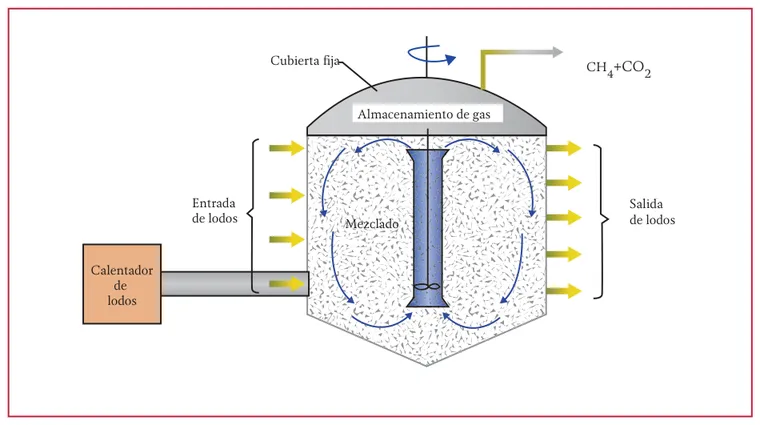 Cubierta fija
CH4+CO2
Almacenamiento de gas
Entrada
de lodos
Mezclado
Salida
de lodos
Calentador
de
lodos